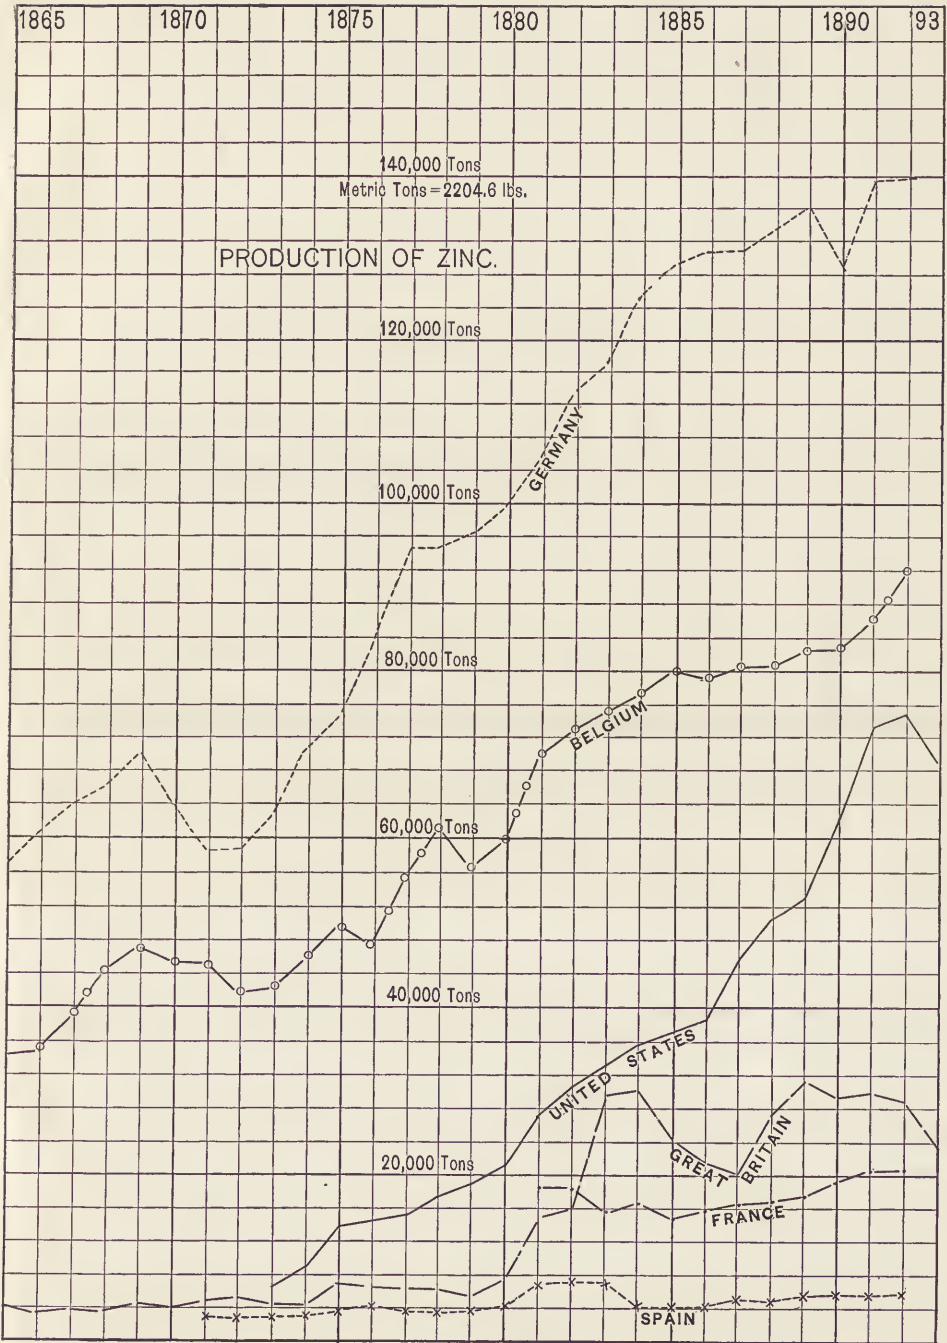 1865 1870 1875 1880 1885 1890 93
140,000 Tons
Metric Tons=2204.6 lbs.
PRODUCTION OF ZINC.
120,000 Tons
GERMANY
100,000 Tons
80,000 Tons
BELGIUM
60,000 Tons
40,000 Tons
UNITED STATES
20,000 Tons
GREAT BRITAIN
FRANCE
SPAIN